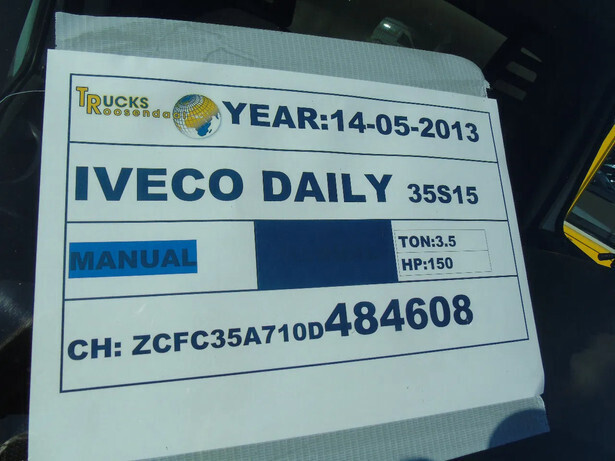 TRUCKS
Roosendaal
YEAR:14-05-2013
IVECO DAILY 35S15
MANUAL
TON:3.5
HP:150
CH: ZCFC35A710D484608